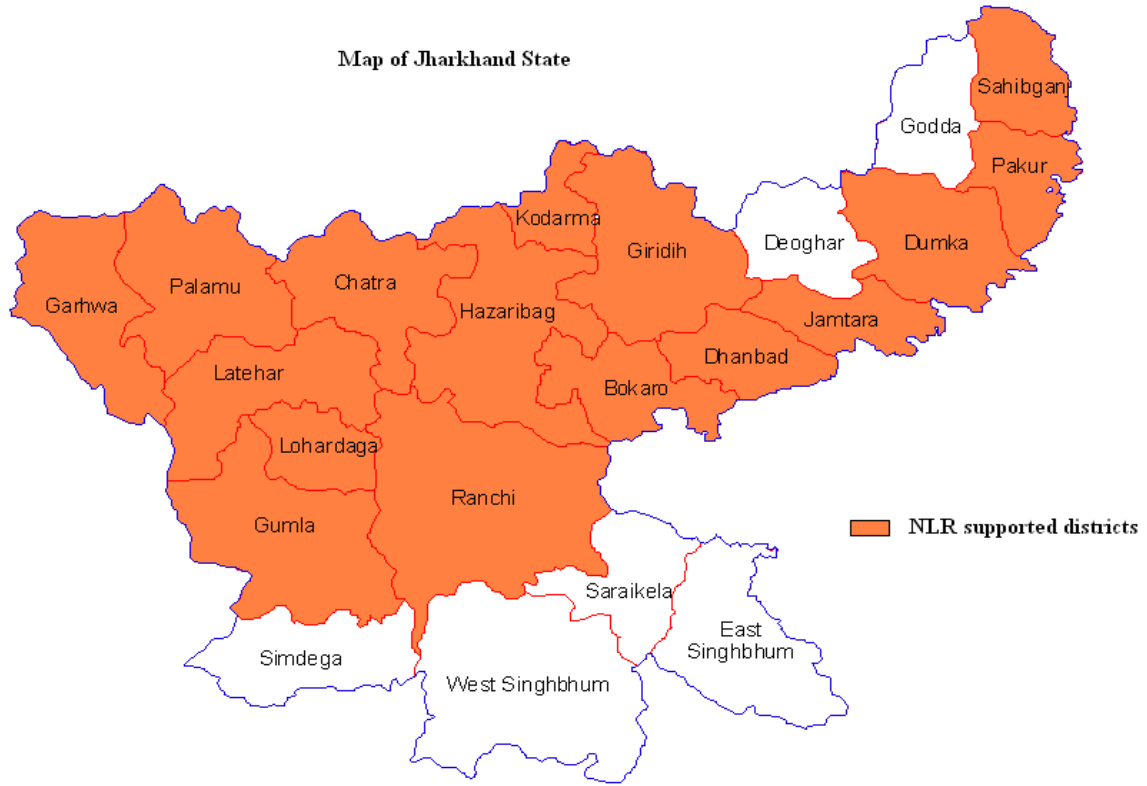 Map of Jharkhand State
Sahibganj
Godda
Pakur
Kodarma
Deoghar
Dumka
Giridih
Palamu
Chatra
Garhwa
Hazaribag
Jamtara
Dhanbad
Latehar
Bokaro
Lohardaga
Ranchi
Gumla
NLR supported districts
Saraikela
East
Singhbhum
Simdega
West Singhbhum